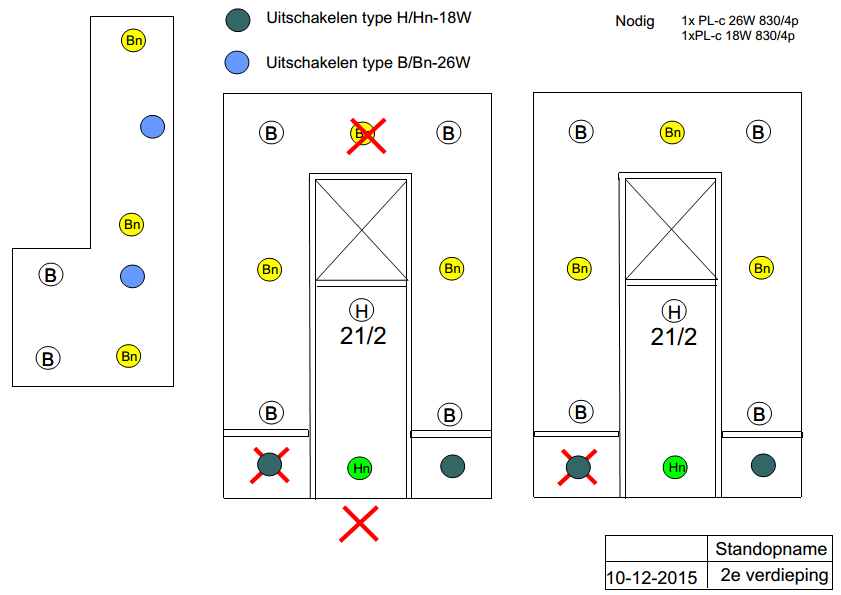 Uitschakelen type H/Hn-18W
Uitschakelen type B/Bn-26W
Nodig 1x PL-c 26W 830/4p
1xPL-c 18W 830/4p
Bn
Bn
B
B
Bn
B
Bn
B
Bn
Bn
H
21/2
B
B
Hn
B
Bn
B
Bn
Bn
H
21/2
B
B
Hn
Standopname
10-12-2015 2e verdieping